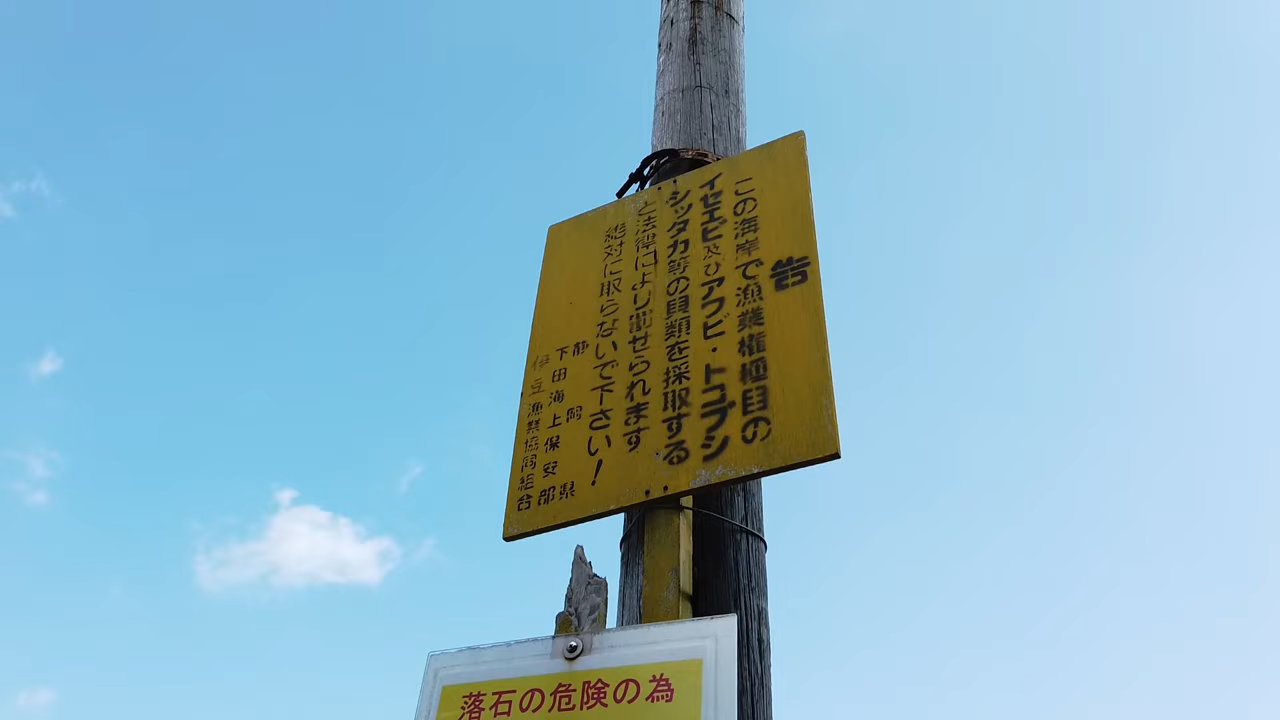 告
この海岸で漁業権種目の
イセエビ及びアワビ・トコブシ
シッタカ等の貝類を採取する
と法律により罰せられます
絶対に取らないで下さい!
静岡県
下田海上保安部
伊豆漁業協同組合
落石の危険の為